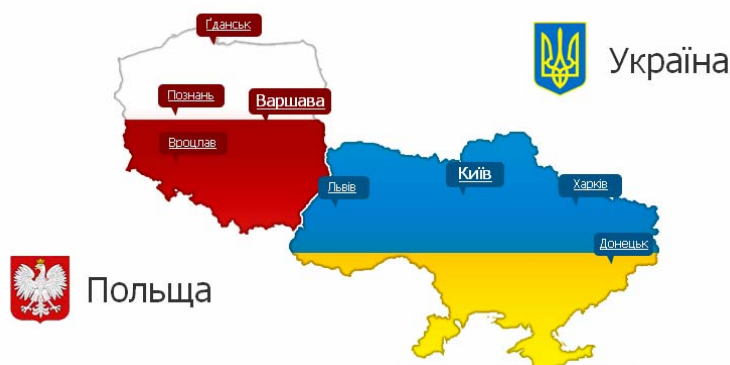 Ґданськ
Україна
Познань
Варшава
Вроцлав
Київ
Львів
Харків
Донецьк
Польща